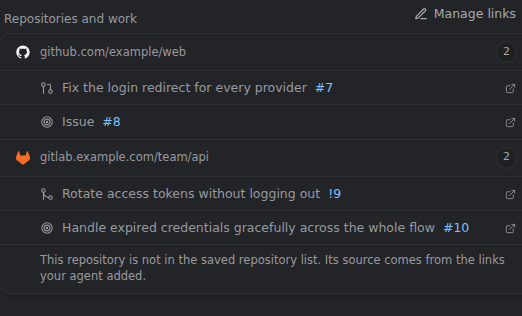 Repositories and work
Manage links
github.com/example/web 2
Fix the login redirect for every provider #7
Issue #8
gitlab.example.com/team/api 2
Rotate access tokens without logging out !9
Handle expired credentials gracefully across the whole flow #10
This repository is not in the saved repository list. Its source comes from the links
your agent added.